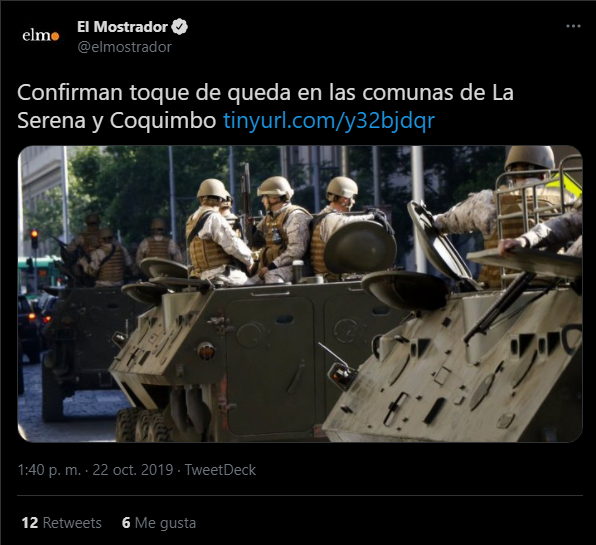 elmo
El Mostrador
@elmostrador
Confirman toque de queda en las comunas de La
Serena y Coquimbo tinyurl.com/y32bjdqr
1:40 p. m. · 22 oct. 2019 · TweetDeck
12 Retweets 6 Me gusta